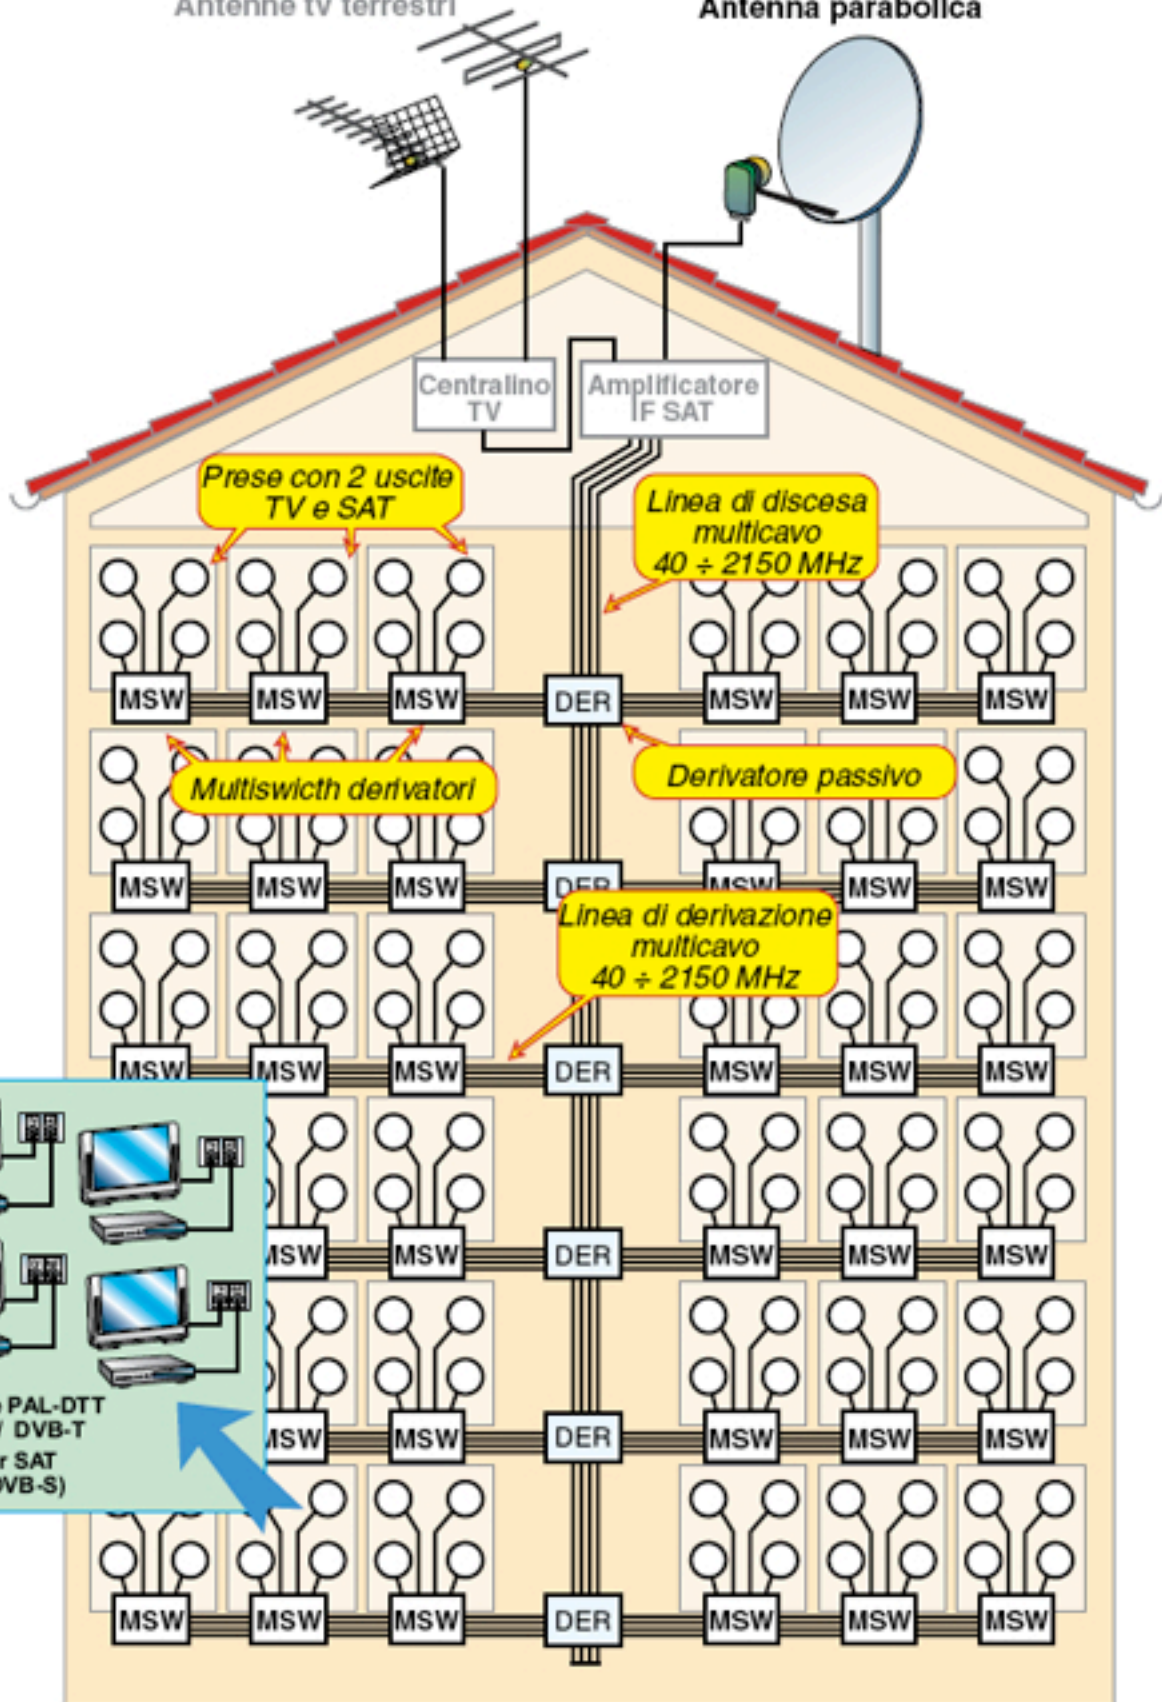 Antenne tv terrestri
Antenna parabolica
Centralino
TV
Amplificatore
IF SAT
Prese con 2 uscite
TV e SAT
Linea di discesa
multicavo
40 ÷ 2150 MHz
MSW MSW MSW DER MSW MSW MSW
Multiswicth derivatori
Derivatore passivo
MSW MSW MSW DER MSW MSW MSW
Linea di derivazione
multicavo
40 ÷ 2150 MHz
MSW MSW MSW DER MSW MSW MSW
MSW MSW DER MSW MSW MSW
PAL-DTT
/ DVB-T
r SAT
DVB-S)
MSW MSW DER MSW MSW MSW
MSW MSW MSW DER MSW MSW MSW